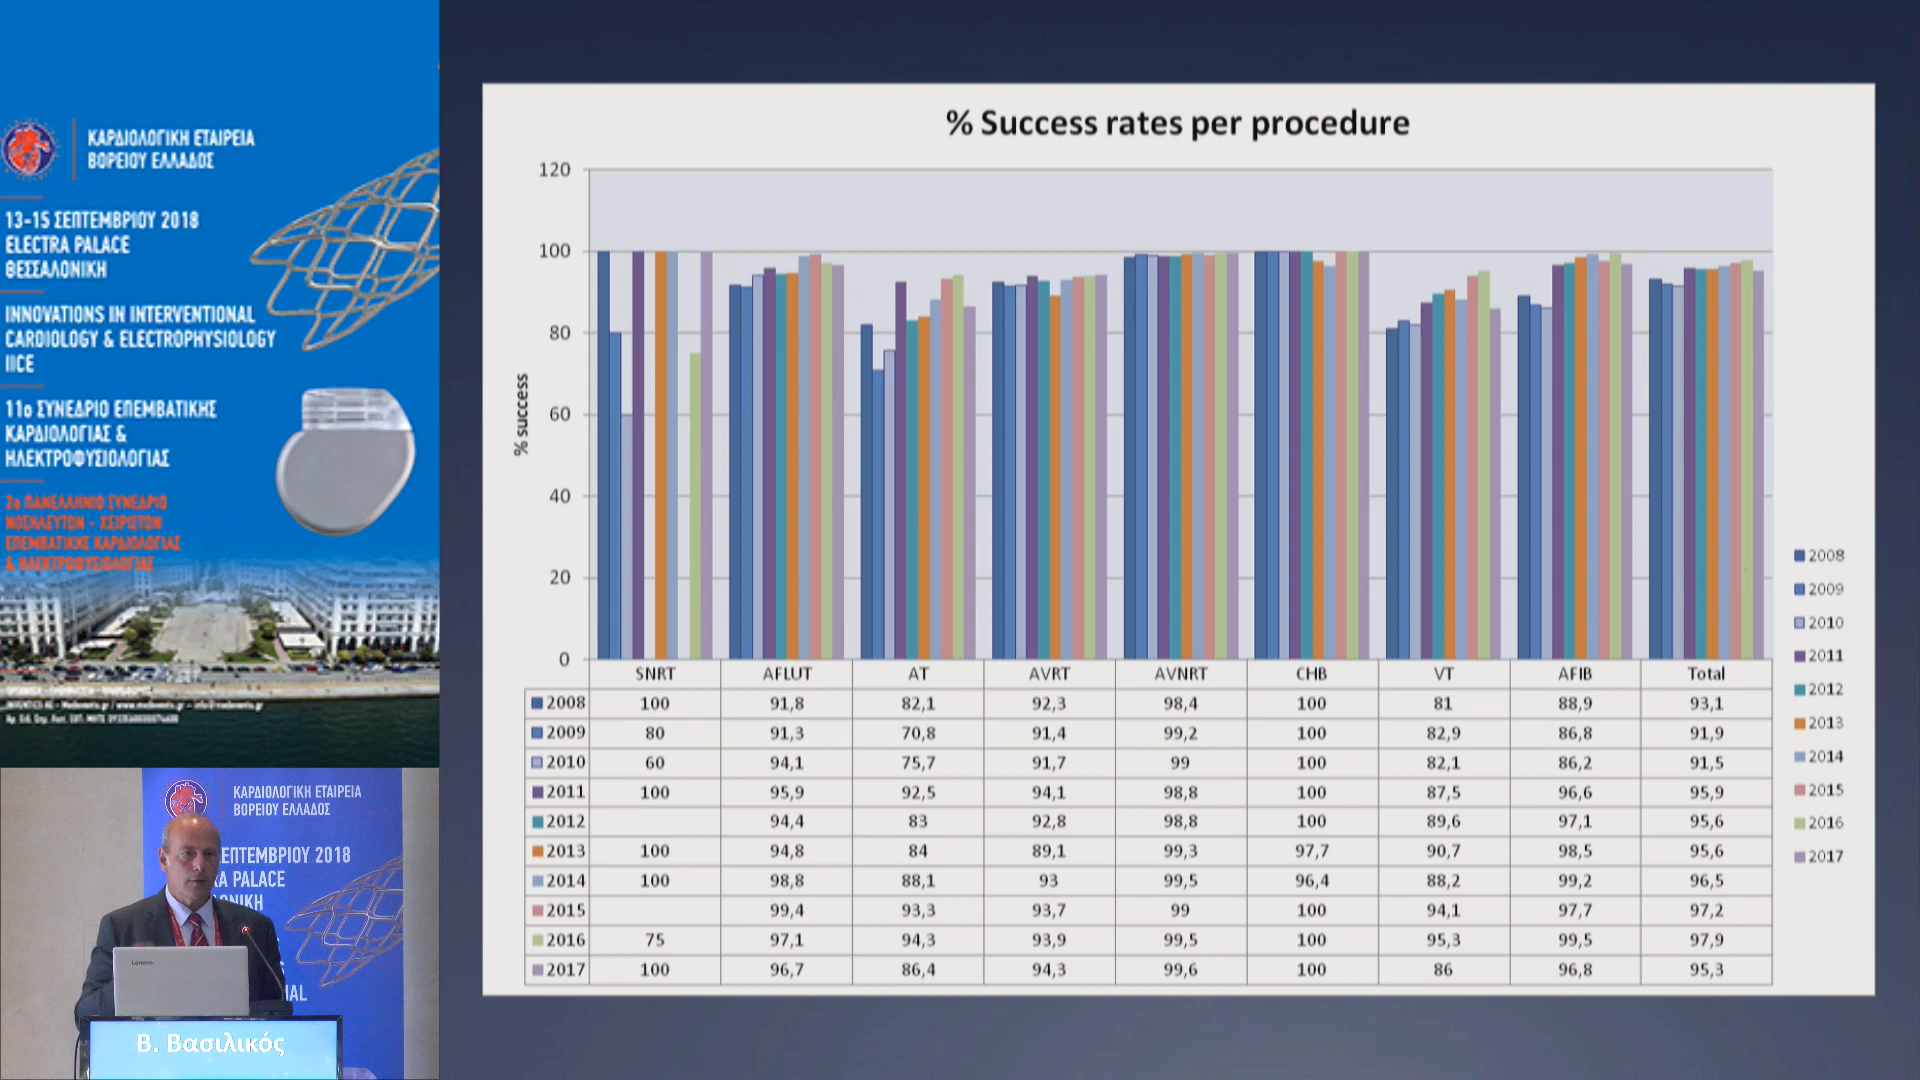 ΚΑΡΔΙΟΛΟΓΙΚΗ ΕΤΑΙΡΕΙΑ
ΒΟΡΕΙΟΥ ΕΛΛΑΔΟΣ
13-15 ΣΕΠΤΕΜΒΡΙΟΥ 2018
ELECTRA PALACE
ΘΕΣΣΑΛΟΝΙΚΗ
INNOVATIONS IN INTERVENTIONAL
CARDIOLOGY & ELECTROPHYSIOLOGY
IICE
11ο ΣΥΝΕΔΡΙΟ ΕΠΕΜΒΑΤΙΚΗΣ
ΚΑΡΔΙΟΛΟΓΙΑΣ &
ΗΛΕΚΤΡΟΦΥΣΙΟΛΟΓΙΑΣ
2ο ΠΑΝΕΛΛΗΝΙΟ ΣΥΝΕΔΡΙΟ
ΝΟΣΗΛΕΥΤΩΝ - ΧΕΙΡΙΣΤΩΝ
ΕΠΕΜΒΑΤΙΚΗΣ ΚΑΡΔΙΟΛΟΓΙΑΣ
& ΗΛΕΚΤΡΟΦΥΣΙΟΛΟΓΙΑΣ
ΚΑΡΔΙΟΛΟΓΙΚΗ ΕΤΑΙΡΕΙΑ
ΒΟΡΕΙΟΥ ΕΛΛΑΔΟΣ
ΕΠΤΕΜΒΡΙΟΥ 2018
RA PALACE
ΟΝΙΚΗ
NAL
Lenovo
Β. Βασιλικός
% Success rates per procedure
120
100
80
60
40
20
0
% success
SNRT AFLUT AT AVRT AVNRT CHB VT AFIB Total
2008 100 91,8 82,1 92,3 98,4 100 81 88,9 93,1
2009 80 91,3 70,8 91,4 99,2 100 82,9 86,8 91,9
2010 60 94,1 75,7 91,7 99 100 82,1 86,2 91,5
2011 100 95,9 92,5 94,1 98,8 100 87,5 96,6 95,9
2012 94,4 83 92,8 98,8 100 89,6 97,1 95,6
2013 100 94,8 84 89,1 99,3 97,7 90,7 98,5 95,6
2014 100 98,8 88,1 93 99,5 96,4 88,2 99,2 96,5
2015 99,4 93,3 93,7 99 100 94,1 97,7 97,2
2016 75 97,1 94,3 93,9 99,5 100 95,3 99,5 97,9
2017 100 96,7 86,4 94,3 99,6 100 86 96,8 95,3
2008
2009
2010
2011
2012
2013
2014
2015
2016
2017